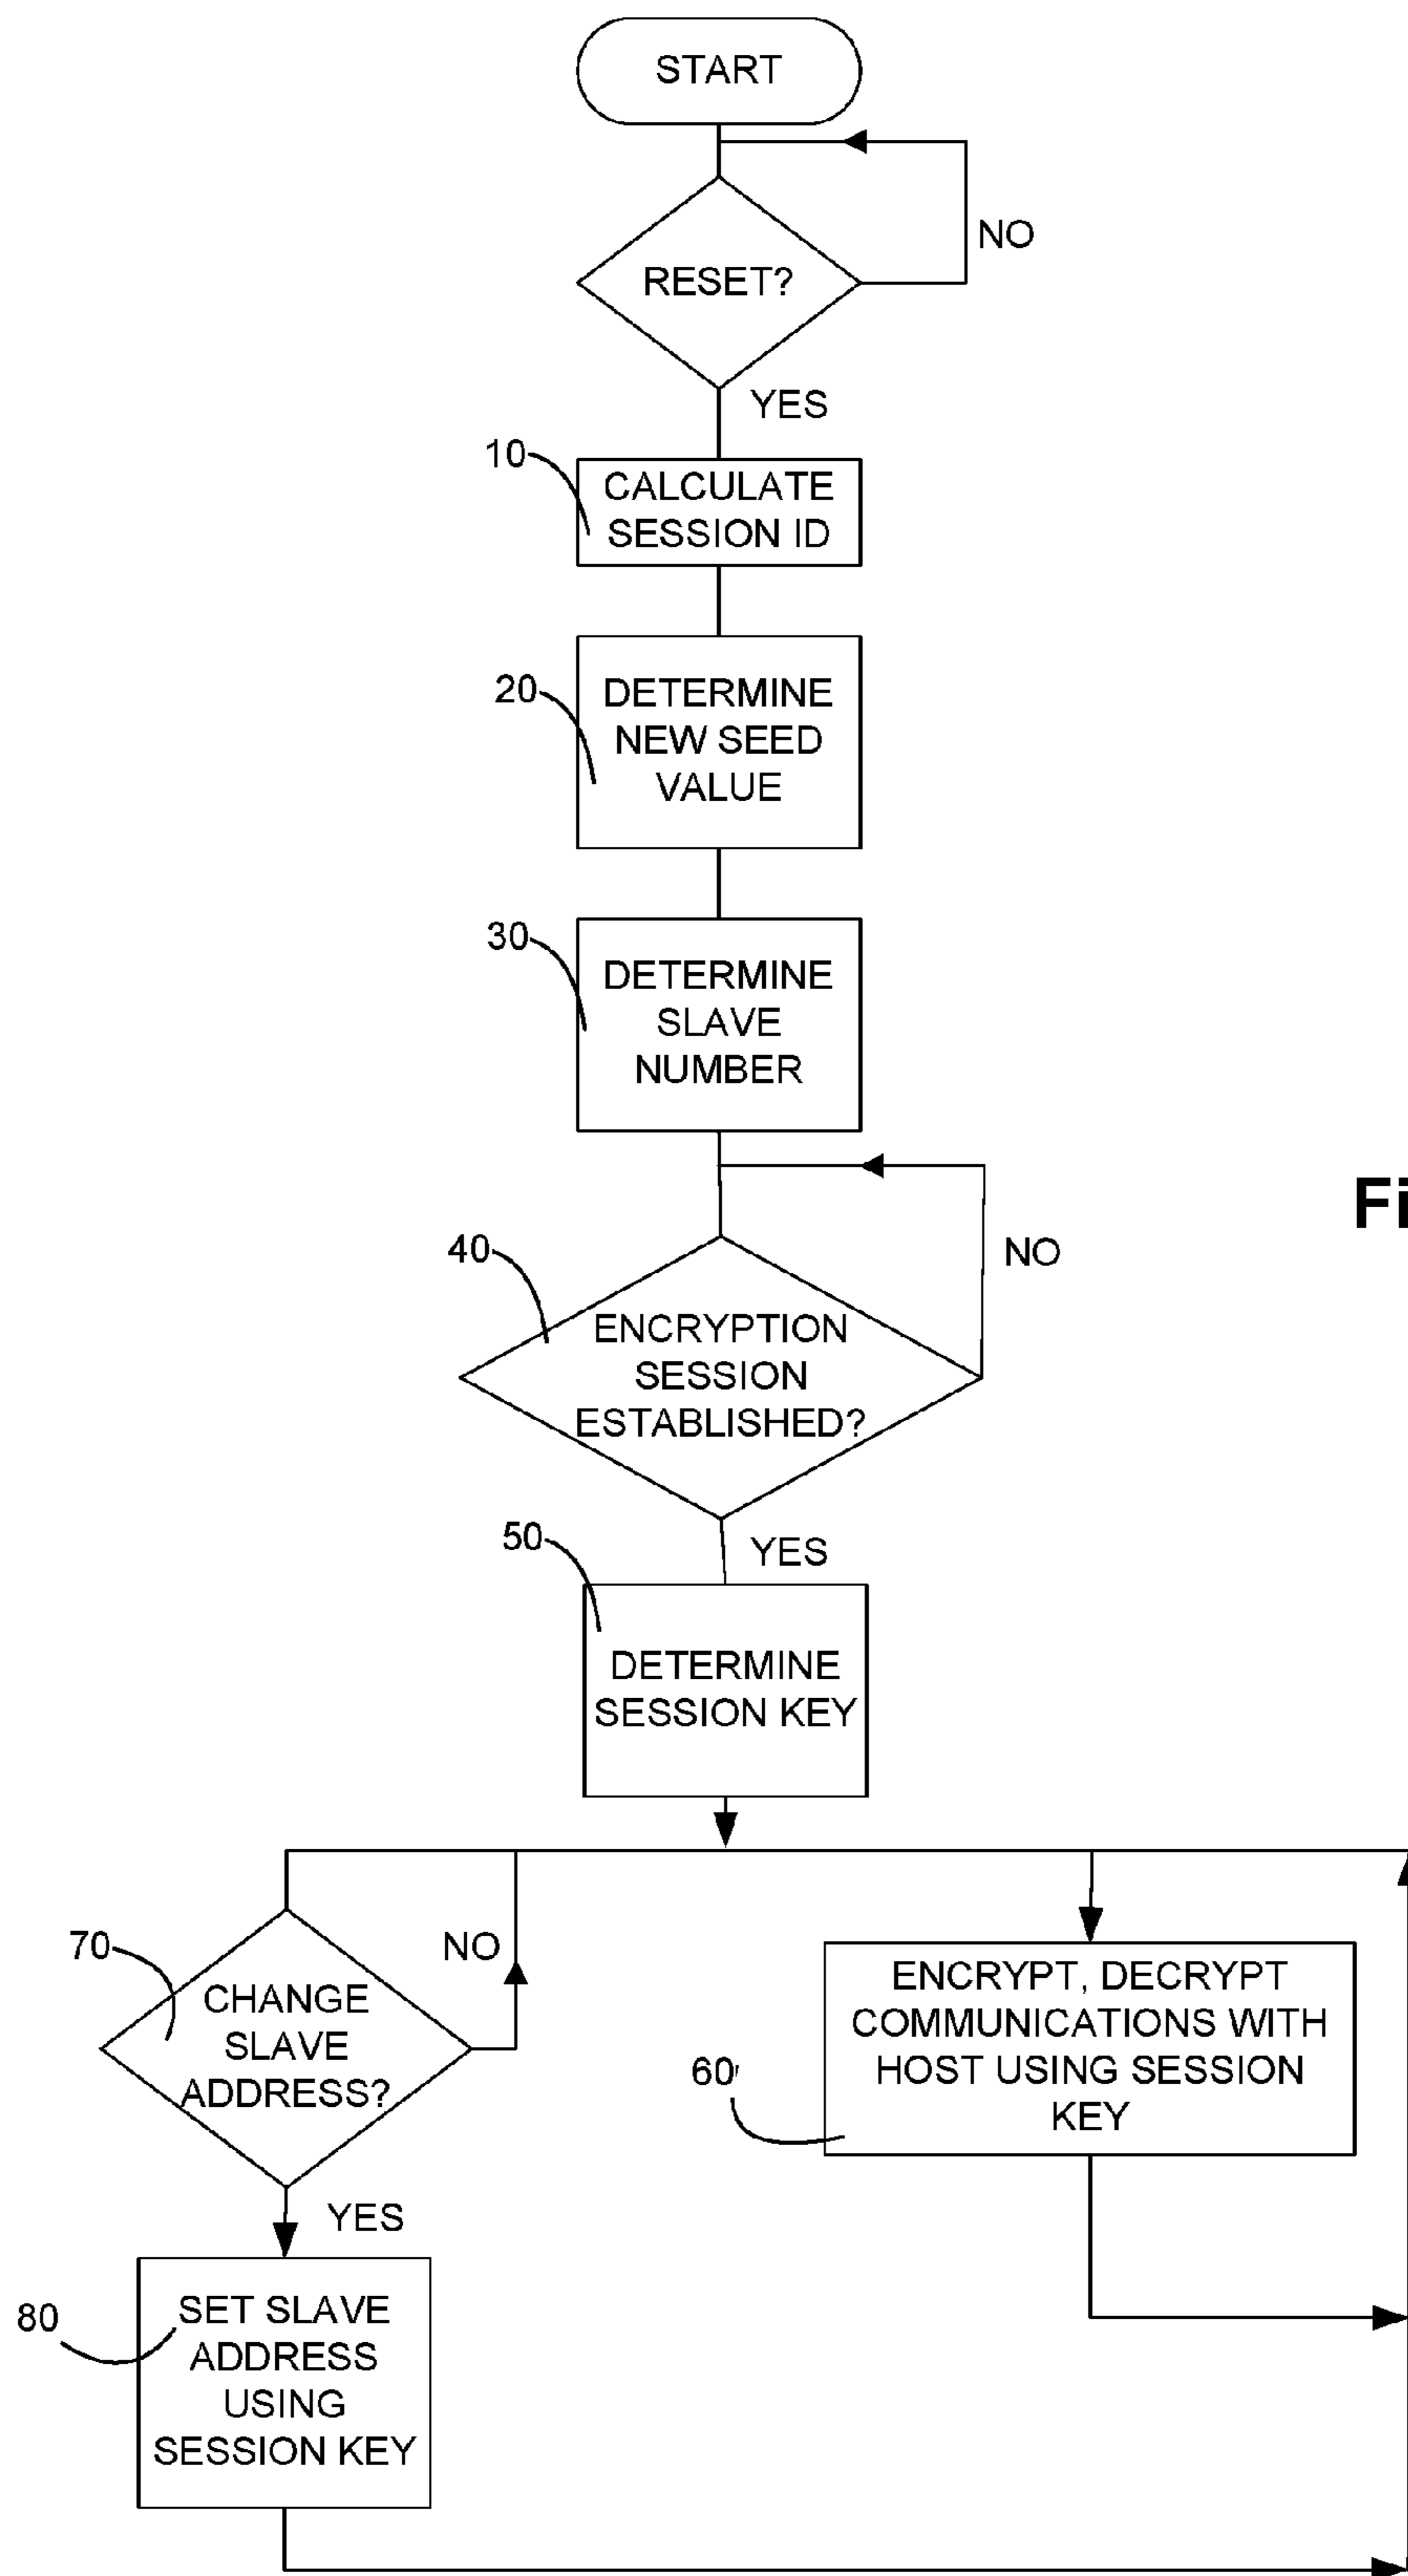 START
NO
RESET?
YES
10
CALCULATE
SESSION ID
20
DETERMINE
NEW SEED
VALUE
30
DETERMINE
SLAVE
NUMBER
Fi
40
NO
ENCRYPTION
SESSION
ESTABLISHED?
50
YES
DETERMINE
SESSION KEY
70
NO
CHANGE
SLAVE
ADDRESS?
ENCRYPT, DECRYPT
COMMUNICATIONS WITH
HOST USING SESSION
KEY
60
YES
80
SET SLAVE
ADDRESS
USING
SESSION KEY